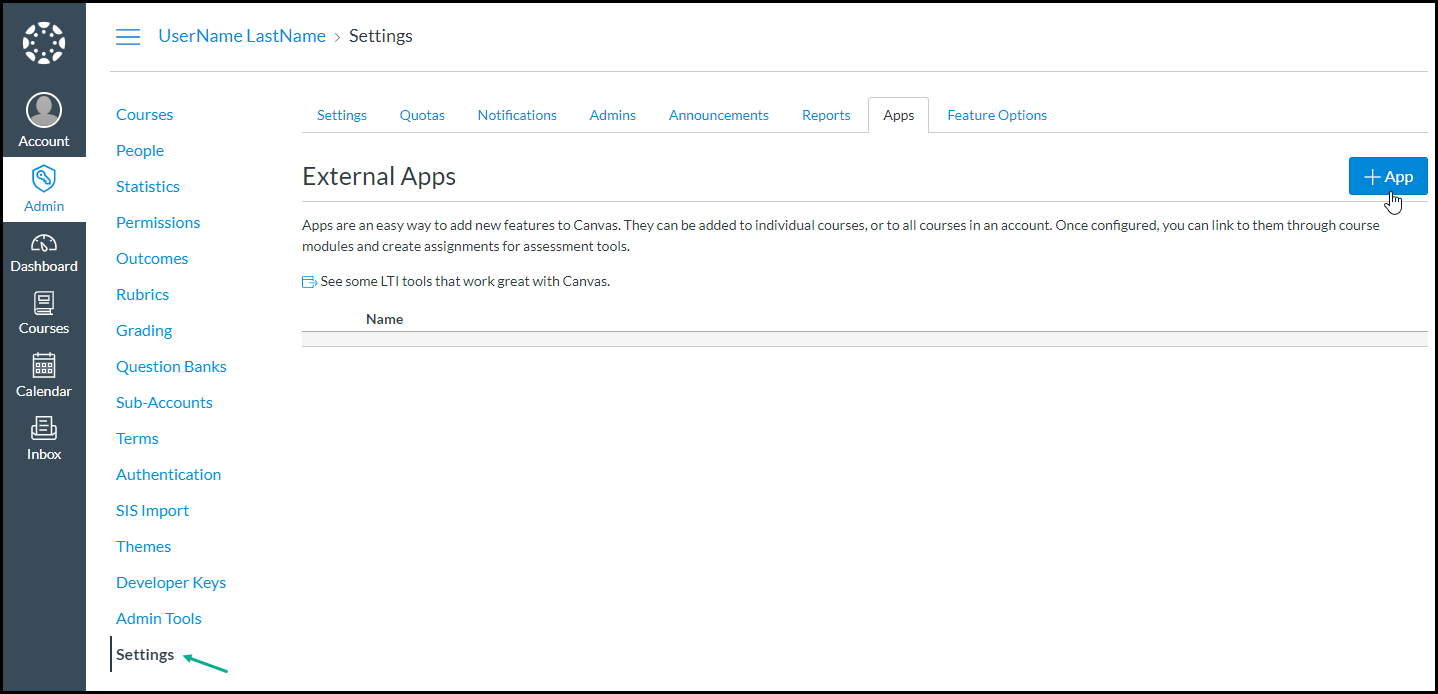 UserName LastName > Settings
Account
Admin
Dashboard
Courses
Calendar
Inbox
Courses
People
Statistics
Permissions
Outcomes
Rubrics
Grading
Question Banks
Sub-Accounts
Terms
Authentication
SIS Import
Themes
Developer Keys
Admin Tools
Settings
Settings Quotas Notifications Admins Announcements Reports Apps Feature Options
External Apps
+ App
Apps are an easy way to add new features to Canvas. They can be added to individual courses, or to all courses in an account. Once configured, you can link to them through course
modules and create assignments for assessment tools.
See some LTI tools that work great with Canvas.
Name